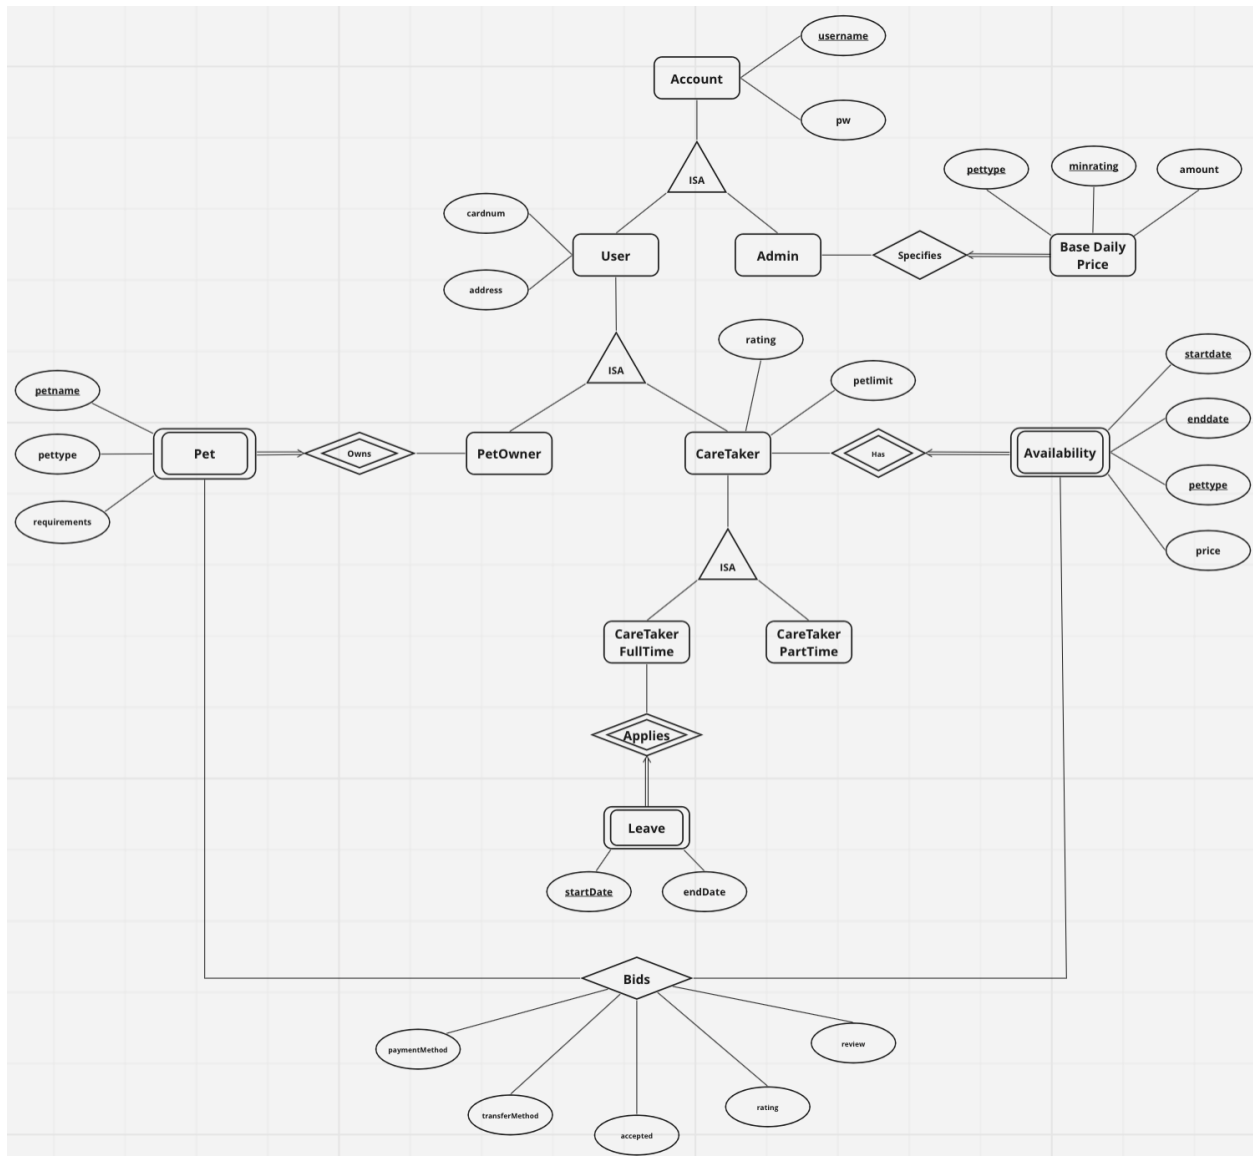 username
Account
pw
ISA
pettype
minrating
amount
cardnum
User
Admin
Specifies
Base Daily
Price
address
rating
startdate
ISA
petlimit
petname
enddate
pettype
Pet
Owns
PetOwner
CareTaker
Has
Availability
pettype
requirements
price
ISA
CareTaker
FullTime
CareTaker
PartTime
Applies
Leave
startDate
endDate
Bids
paymentMethod
review
transferMethod
rating
accepted